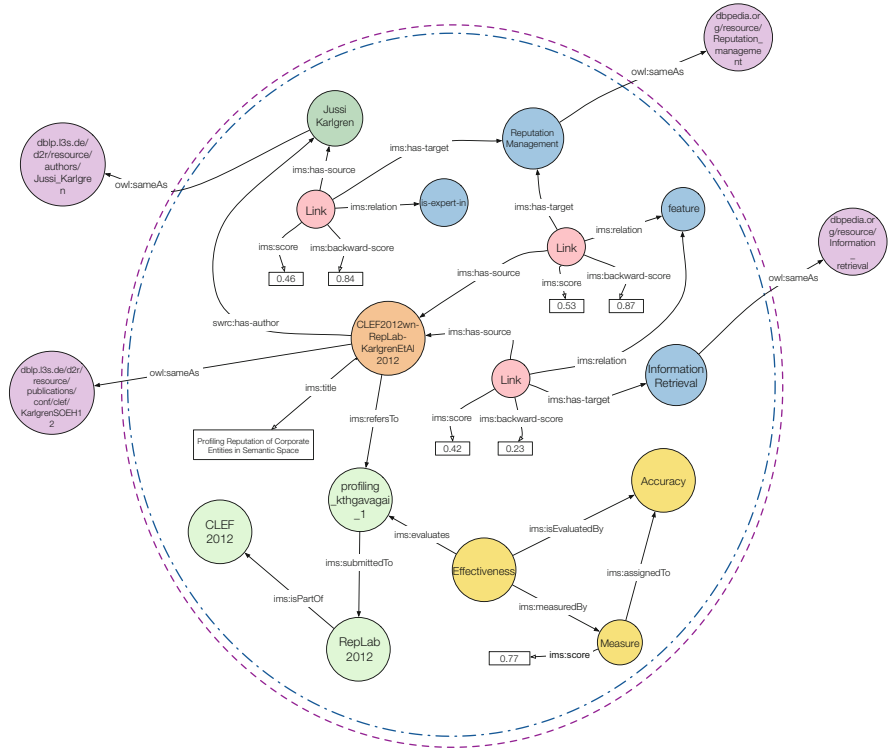 dbpedia.or
g/resource/
Reputation_
manageme
nt
owl:sameAs
Jussi
Karlgren
Reputation
Management
dblp.l3s.de/
d2r/resource/
authors/
Jussi_Karlgre
n
owl:sameAs
ims:has-source
ims:has-target
Link
ims:relation
is-expert-in
ims:score
ims:backward-score
0.46
0.84
ims:has-target
feature
ims:relation
Link
ims:has-source
ims:score
ims:backward-score
0.53
0.87
dbpedia.or
g/resource/
Information
_
retrieval
owl:sameAs
swrc:has-author
CLEF2012wn-
RepLab-
KarlgrenEtAl
2012
ims:has-source
ims:relation
Information
Retrieval
Link
ims:has-target
ims:score
ims:backward-score
0.42
0.23
dblp.l3s.de/d2r/
resource/
publications/
conf/clef/
KarlgrenSOEH1
2
owl:sameAs
ims:title
Profiling Reputation of Corporate
Entities in Semantic Space
ims:refersTo
profiling
_kthgavagai
_1
CLEF
2012
ims:submittedTo
ims:isPartOf
RepLab
2012
ims:evaluates
Effectiveness
ims:isEvaluatedBy
Accuracy
ims:assignedTo
ims:measuredBy
Measure
ims:score
0.77